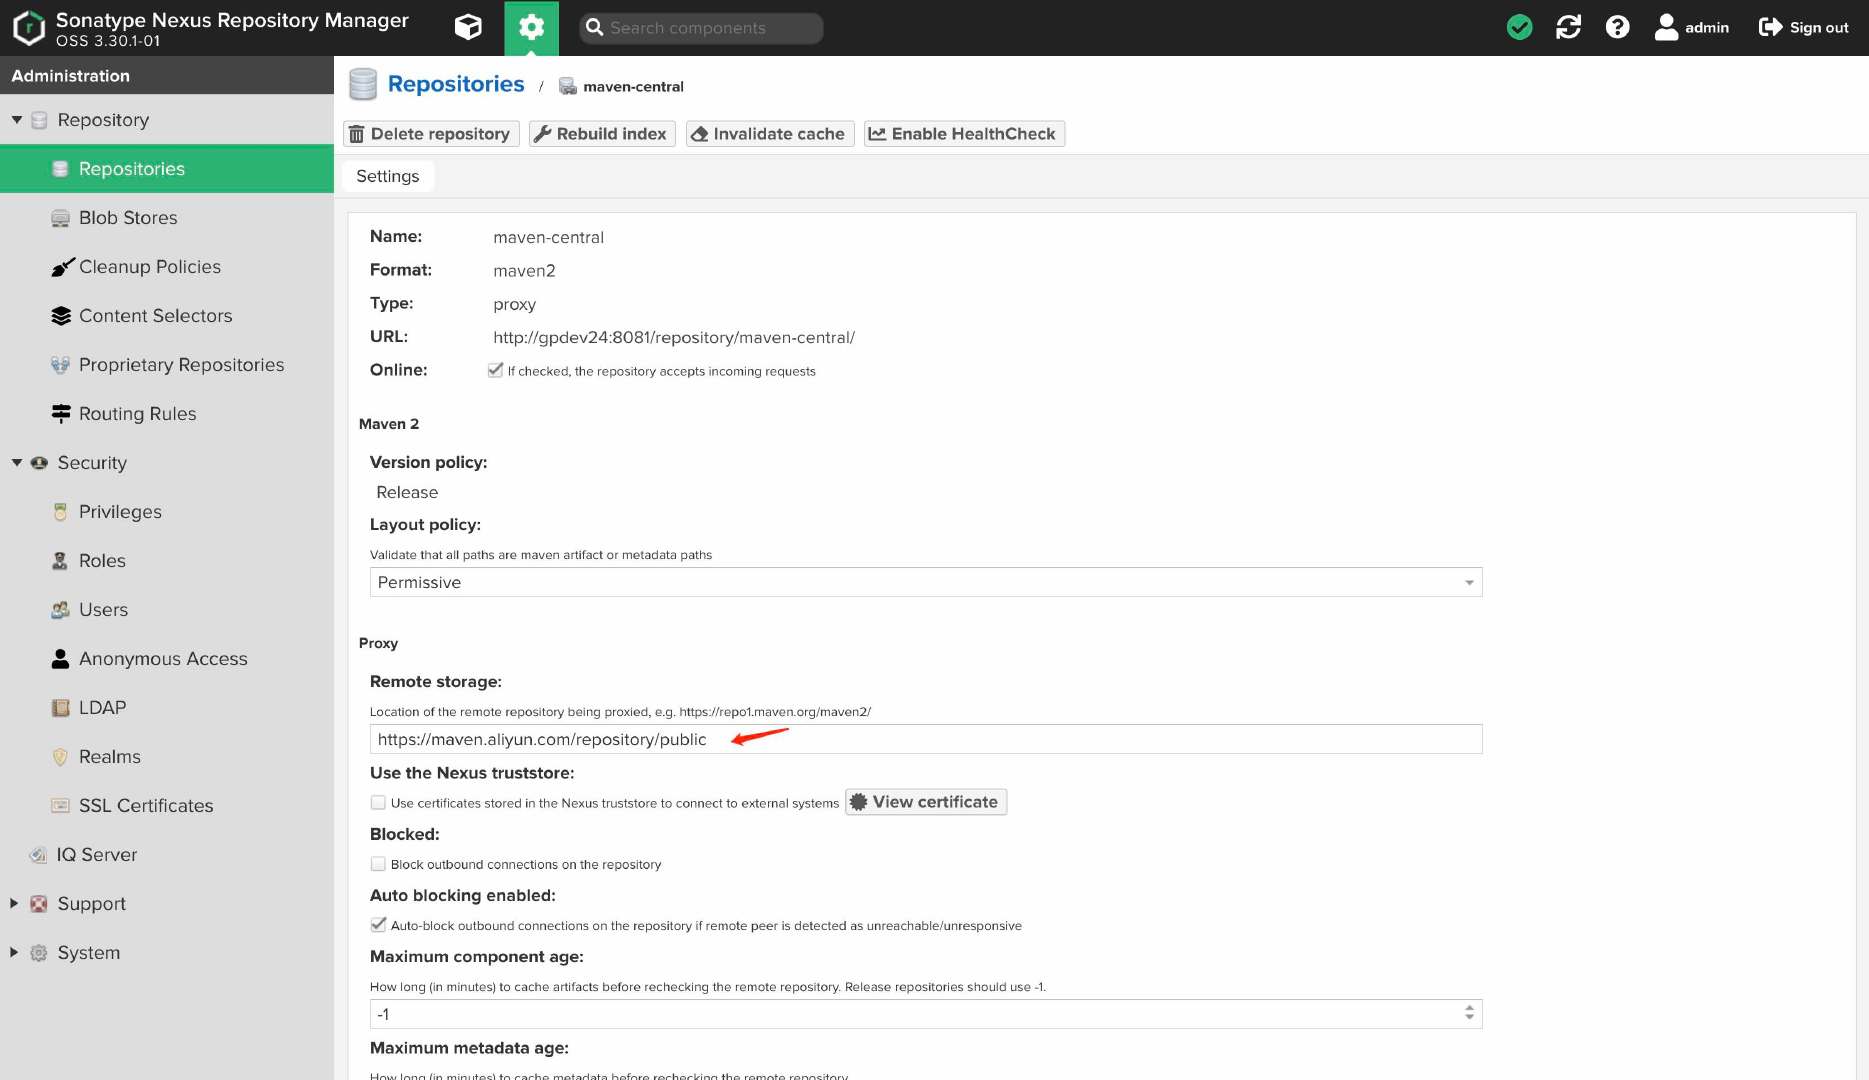 Sonatype Nexus Repository Manager
OSS 3.30.1-01
Search components
admin
Sign out
Administration
Repository
Repositories
Blob Stores
Cleanup Policies
Content Selectors
Proprietary Repositories
Routing Rules
Security
Privileges
Roles
Users
Anonymous Access
LDAP
Realms
SSL Certificates
IQ Server
Support
System
Repositories / maven-central
Delete repository Rebuild index Invalidate cache Enable HealthCheck
Settings
Name: maven-central
Format: maven2
Type: proxy
URL: http://gpdev24:8081/repository/maven-central/
Online: If checked, the repository accepts incoming requests
Maven 2
Version policy:
Release
Layout policy:
Validate that all paths are maven artifact or metadata paths
Permissive
Proxy
Remote storage:
Location of the remote repository being proxied, e.g. https://repo1.maven.org/maven2/
https://maven.aliyun.com/repository/public
Use the Nexus truststore:
Use certificates stored in the Nexus truststore to connect to external systems View certificate
Blocked:
Block outbound connections on the repository
Auto blocking enabled:
Auto-block outbound connections on the repository if remote peer is detected as unreachable/unresponsive
Maximum component age:
How long (in minutes) to cache artifacts before rechecking the remote repository. Release repositories should use -1.
-1
Maximum metadata age:
How long (in minutes) to cache metadata before rechecking the remote repository.